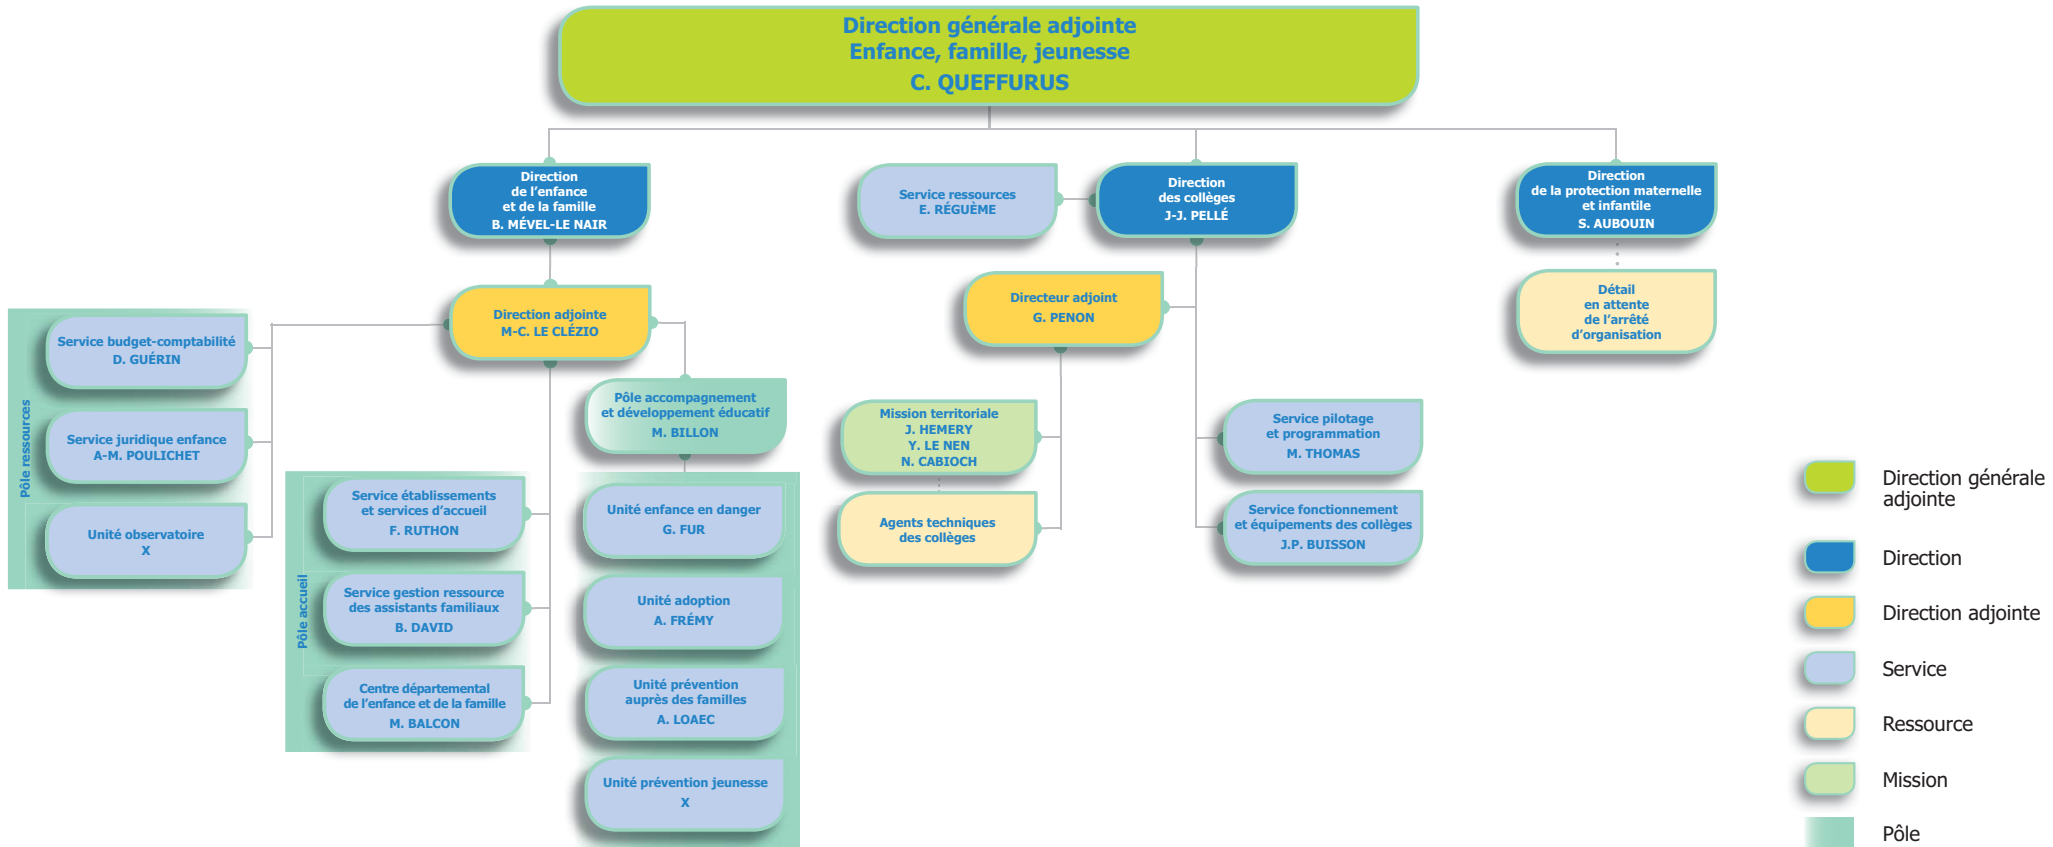 Direction générale adjointe
Enfance, famille, jeunesse
C. QUEFFURUS
Direction
de l'enfance
et de la famille
B. MÉVEL-LE NAIR
Service ressources
E. RÉGUÈME
Direction
des collèges
J-J. PELLÉ
Direction
de la protection maternelle
et infantile
S. AUBOUIN
Direction adjointe
M-C. LE CLÉZIO
Directeur adjoint
G. PENON
Détail
en attente
de l'arrêté
d'organisation
Pôle ressources
Service budget-comptabilité
D. GUÉRIN
Service juridique enfance
A-M. POULICHET
Unité observatoire
X
Pôle accompagnement
et développement éducatif
M. BILLON
Pôle accueil
Service établissements
et services d'accueil
F. RUTHON
Service gestion ressource
des assistants familiaux
B. DAVID
Centre départemental
de l'enfance et de la famille
M. BALCON
Unité enfance en danger
G. FUR
Unité adoption
A. FRÉMY
Unité prévention
auprès des familles
A. LOAEC
Unité prévention jeunesse
X
Mission territoriale
J. HEMERY
Y. LE NEN
N. CABIOCH
Agents techniques
des collèges
Service pilotage
et programmation
M. THOMAS
Service fonctionnement
et équipements des collèges
J.P. BUISSON
Direction générale
adjointe
Direction
Direction adjointe
Service
Ressource
Mission
Pôle